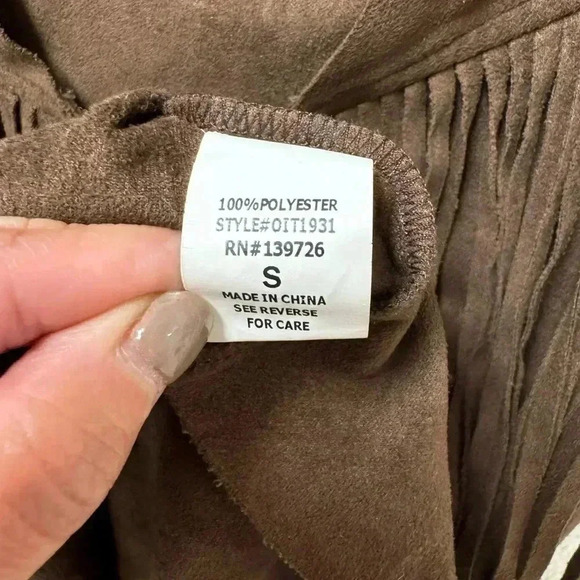 100%POLYESTER
STYLE#OIT1931
RN#139726
S
MADE IN CHINA
SEE REVERSE
FOR CARE